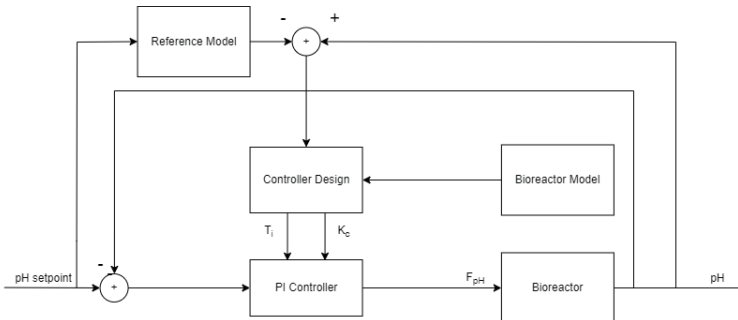 - +
Reference Model
+
Controller Design
Bioreactor Model
T<sub>i</sub> K<sub>c</sub>
-
pH setpoint
-
+
PI Controller
F<sub>pH</sub>
Bioreactor
pH